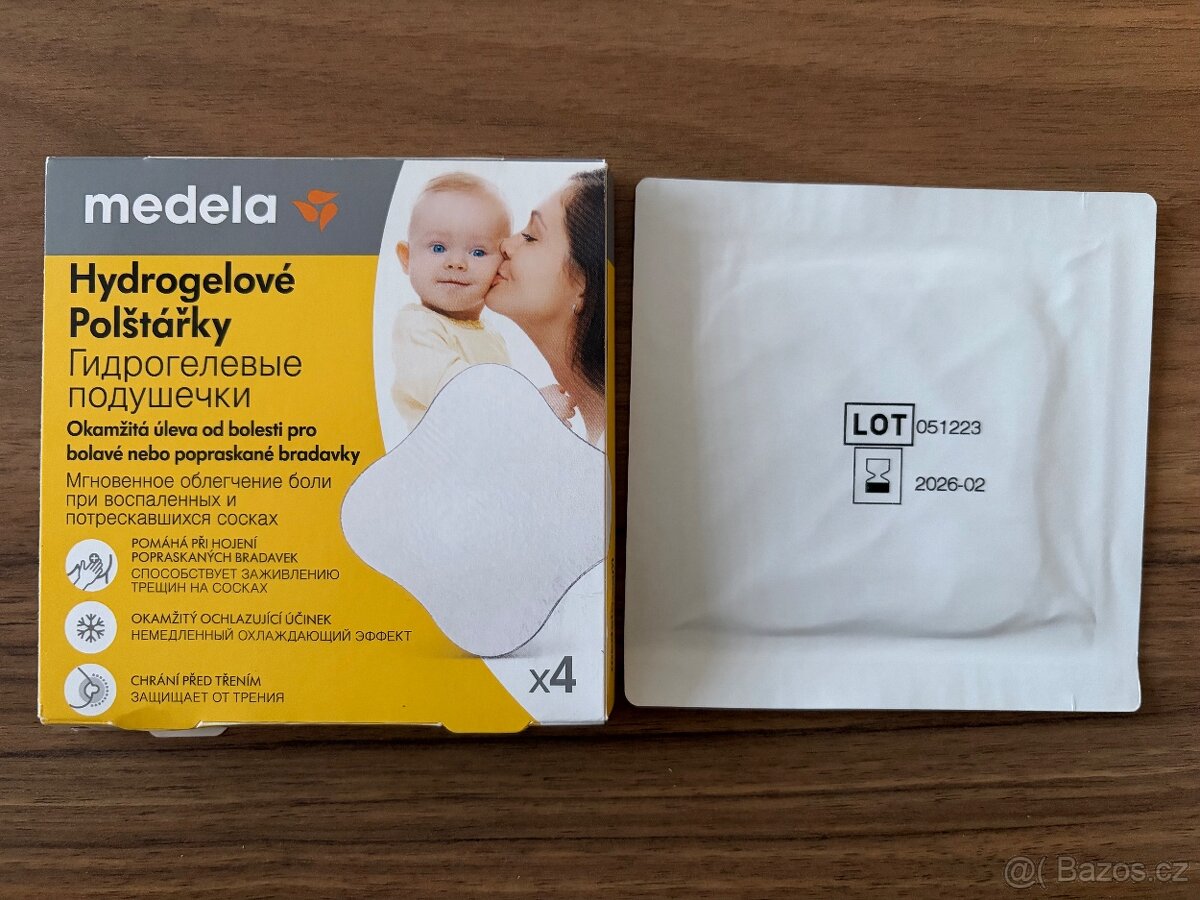 medela
Hydrogelové
Polštářky
Гидрогелевые
подушечки
Okamžitá úleva od bolesti pro
bolavé nebo popraskané bradavky
Мгновенное облегчение боли
при воспаленных и
потрескавшихся сосках
POMÁHÁ PŘI HOJENÍ
POPRASKANÝCH BRADAVEK
СПОСОБСТВУЕТ ЗАЖИВЛЕНИЮ
ТРЕЩИН НА СОСКАХ
OKAMŽITÝ OCHLAZUJÍCÍ ÚČINEK
НЕМЕДЛЕННЫЙ ОХЛАЖДАЮЩИЙ ЭФФЕКТ
CHRÁNÍ PŘED TŘENÍM
ЗАЩИЩАЕТ ОТ ТРЕНИЯ
x4
LOT 051223
2026-02
@( Bazos.cz